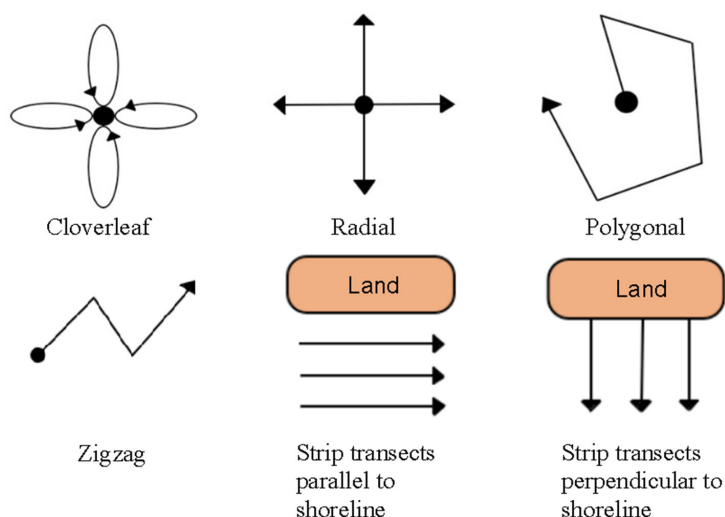 Cloverleaf
Radial
Polygonal
Land
Land
Zigzag
Strip transects
parallel to
shoreline
Strip transects
perpendicular to
shoreline